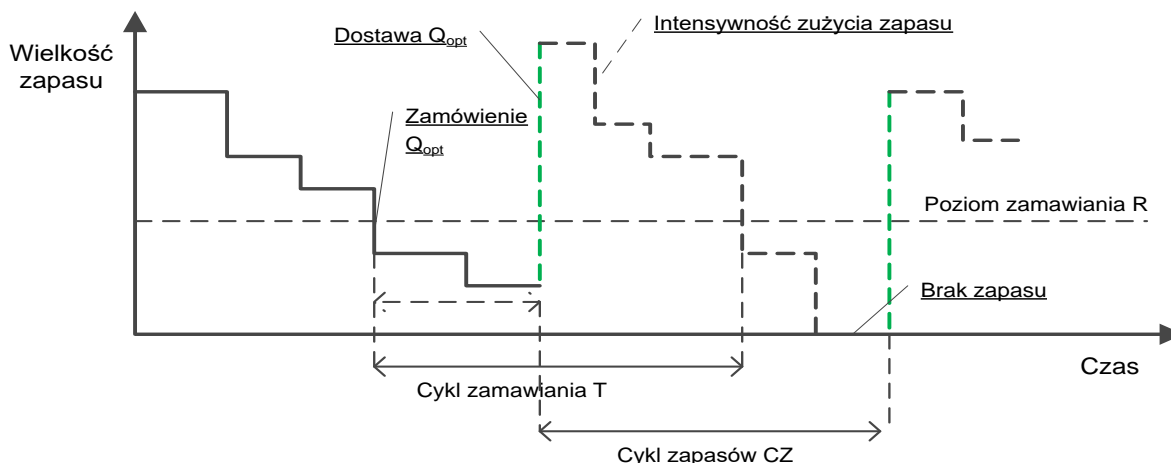 Wielkość
zapasu
Dostawa Qopt
Intensywność zużycia zapasu
Zamówienie
Qopt
Poziom zamawiania R
Brak zapasu
Czas
Cykl zamawiania T
Cykl zapasów CZ